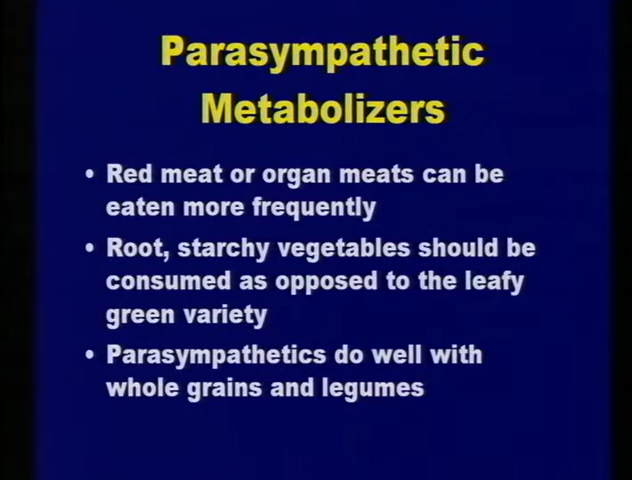 Parasympathetic
Metabolizers
• Red meat or organ meats can be
eaten more frequently
• Root, starchy vegetables should be
consumed as opposed to the leafy
green variety
• Parasympathetics do well with
whole grains and legumes